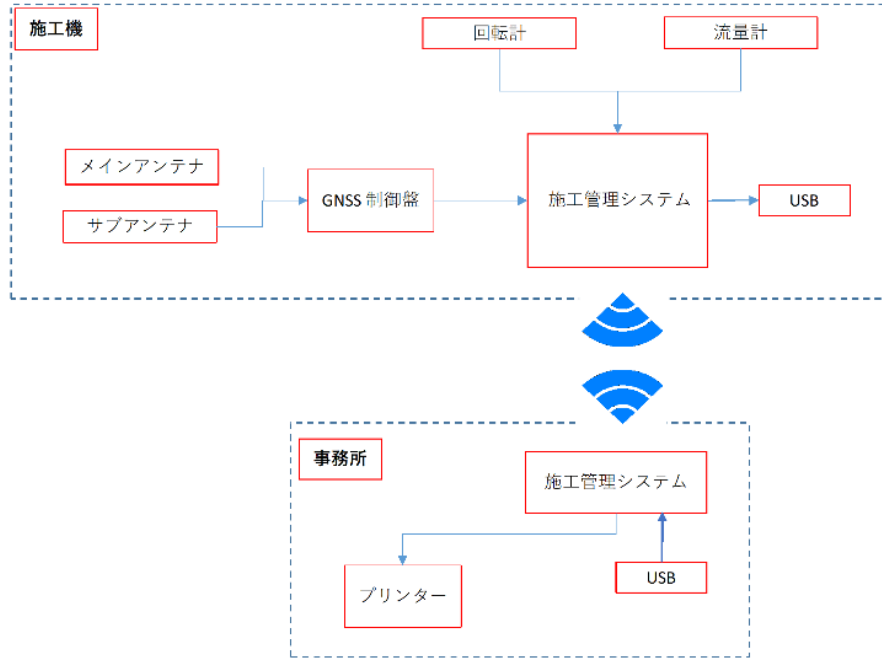 施工機
回転計
流量計
メインアンテナ
サブアンテナ
GNSS 制御盤
施工管理システム
USB
事務所
施工管理システム
プリンター
USB